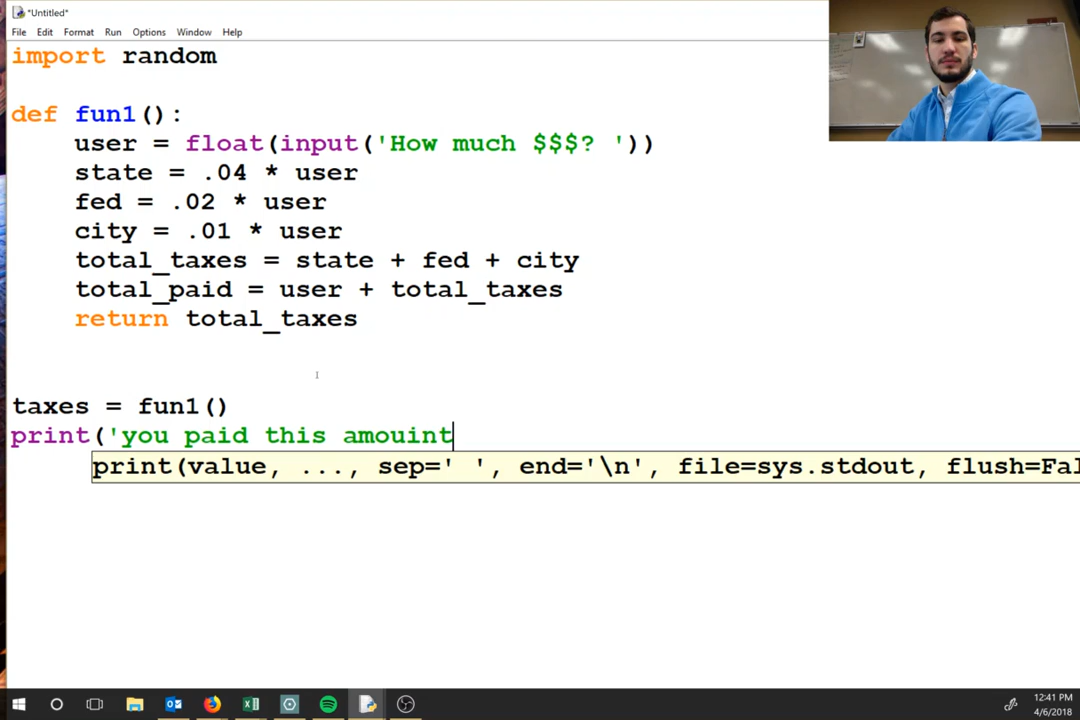 *Untitled*
File Edit Format Run Options Window Help
import random
def fun1():
user = float(input('How much $$$? '))
state = .04 * user
fed = .02 * user
city = .01 * user
total_taxes = state + fed + city
total_paid = user + total_taxes
return total_taxes
taxes = fun1()
print('you paid this amouint
print(value, ..., sep=' ', end='\n', file=sys.stdout, flush=Fal
12:41 PM
4/6/2018